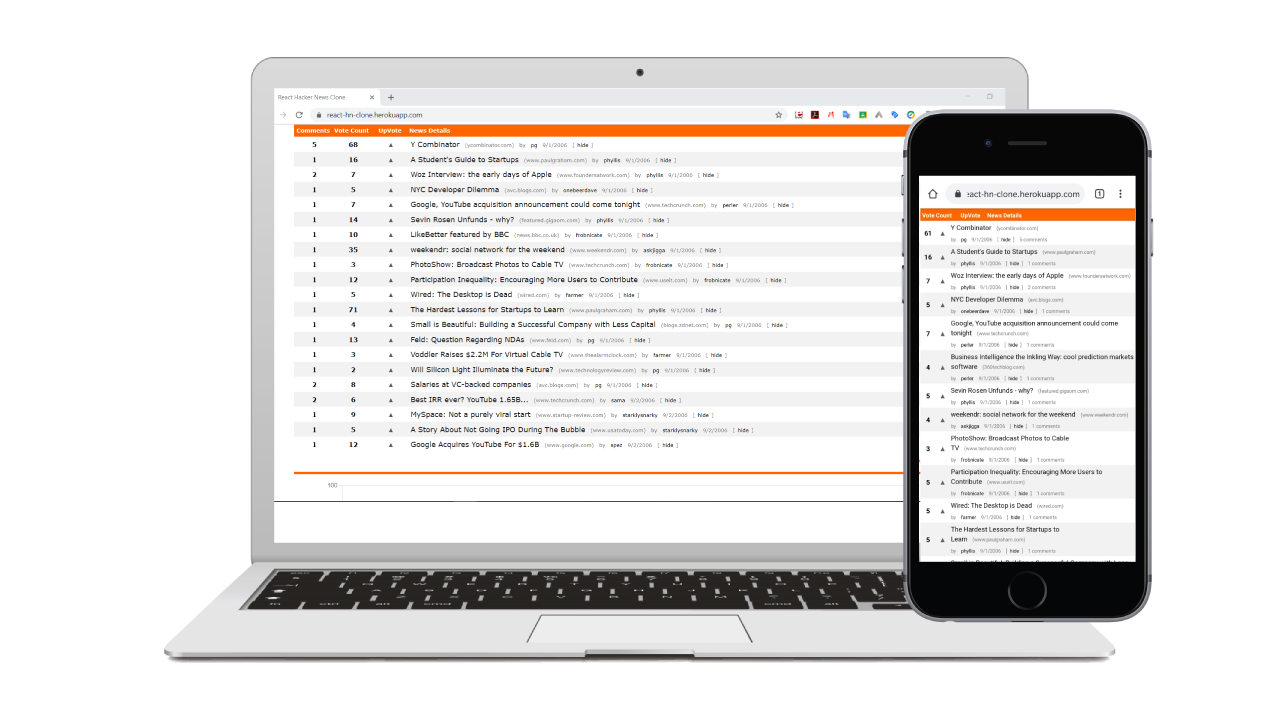 React Hacker News Clone
react-hn-clone.herokuapp.com
Comments Vote Count UpVote News Details
5 68 ▲ Y Combinator (ycombinator.com) by pg 9/1/2006 [ hide ]
1 16 ▲ A Student's Guide to Startups (www.paulgraham.com) by phyllis 9/1/2006 [ hide ]
2 7 ▲ Woz Interview: the early days of Apple (www.foundersatwork.com) by phyllis 9/1/2006 [ hide ]
1 5 ▲ NYC Developer Dilemma (avc.blogs.com) by onebeerdave 9/1/2006 [ hide ]
1 7 ▲ Google, YouTube acquisition announcement could come tonight (www.techcrunch.com) by perler 9/1/2006 [ hide ]
1 14 ▲ Sevin Rosen Unfunds - why? (featured.gigaom.com) by phyllis 9/1/2006 [ hide ]
1 10 ▲ LikeBetter featured by BBC (news.bbc.co.uk) by frobnicate 9/1/2006 [ hide ]
1 35 ▲ weekendr: social network for the weekend (www.weekendr.com) by askjigga 9/1/2006 [ hide ]
1 3 ▲ PhotoShow: Broadcast Photos to Cable TV (www.techcrunch.com) by frobnicate 9/1/2006 [ hide ]
1 12 ▲ Participation Inequality: Encouraging More Users to Contribute (www.useit.com) by frobnicate 9/1/2006 [ hide ]
1 5 ▲ Wired: The Desktop is Dead (wired.com) by farmer 9/1/2006 [ hide ]
1 71 ▲ The Hardest Lessons for Startups to Learn (www.paulgraham.com) by phyllis 9/1/2006 [ hide ]
1 4 ▲ Small is Beautiful: Building a Successful Company with Less Capital (blogs.zdnet.com) by pg 9/1/2006 [ hide ]
1 13 ▲ Feld: Question Regarding NDAs (www.feld.com) by pg 9/1/2006 [ hide ]
1 3 ▲ Voddler Raises $2.2M For Virtual Cable TV (www.thealarmclock.com) by farmer 9/1/2006 [ hide ]
1 2 ▲ Will Silicon Light Illuminate the Future? (www.technologyreview.com) by pg 9/1/2006 [ hide ]
2 8 ▲ Salaries at VC-backed companies (avc.blogs.com) by pg 9/1/2006 [ hide ]
2 6 ▲ Best IRR ever? YouTube 1.65B... (www.techcrunch.com) by sama 9/2/2006 [ hide ]
1 9 ▲ MySpace: Not a purely viral start (www.startup-review.com) by starklysnarky 9/2/2006 [ hide ]
1 5 ▲ A Story About Not Going IPO During The Bubble (www.usatoday.com) by starklysnarky 9/2/2006 [ hide ]
1 12 ▲ Google Acquires YouTube For $1.6B (www.google.com) by spez 9/2/2006 [ hide ]
100
eact-hn-clone.herokuapp.com 1
Vote Count UpVote News Details
61 ▲ Y Combinator (ycombinator.com)
by pg 9/1/2006 [ hide ] 5 comments
16 ▲ A Student's Guide to Startups (www.paulgraham.com)
by phyllis 9/1/2006 [ hide ] 1 comments
7 ▲ Woz Interview: the early days of Apple (www.foundersatwork.com)
by phyllis 9/1/2006 [ hide ] 2 comments
5 ▲ NYC Developer Dilemma (avc.blogs.com)
by onebeerdave 9/1/2006 [ hide ] 1 comments
Google, YouTube acquisition announcement could come
7 ▲ tonight (www.techcrunch.com)
by perler 9/1/2006 [ hide ] 1 comments
Business Intelligence the Inkling Way: cool prediction markets
4 ▲ software (360techblog.com)
by perler 9/1/2006 [ hide ] 1 comments
5 ▲ Sevin Rosen Unfunds - why? (featured.gigaom.com)
by phyllis 9/1/2006 [ hide ] 1 comments
4 ▲ weekendr: social network for the weekend (www.weekendr.com)
by askjigga 9/1/2006 [ hide ] 1 comments
PhotoShow: Broadcast Photos to Cable
3 ▲ TV (www.techcrunch.com)
by frobnicate 9/1/2006 [ hide ] 1 comments
Participation Inequality: Encouraging More Users to
5 ▲ Contribute (www.useit.com)
by frobnicate 9/1/2006 [ hide ] 1 comments
5 ▲ Wired: The Desktop is Dead (wired.com)
by farmer 9/1/2006 [ hide ] 1 comments
The Hardest Lessons for Startups to
5 ▲ Learn (www.paulgraham.com)
by phyllis 9/1/2006 [ hide ] 1 comments